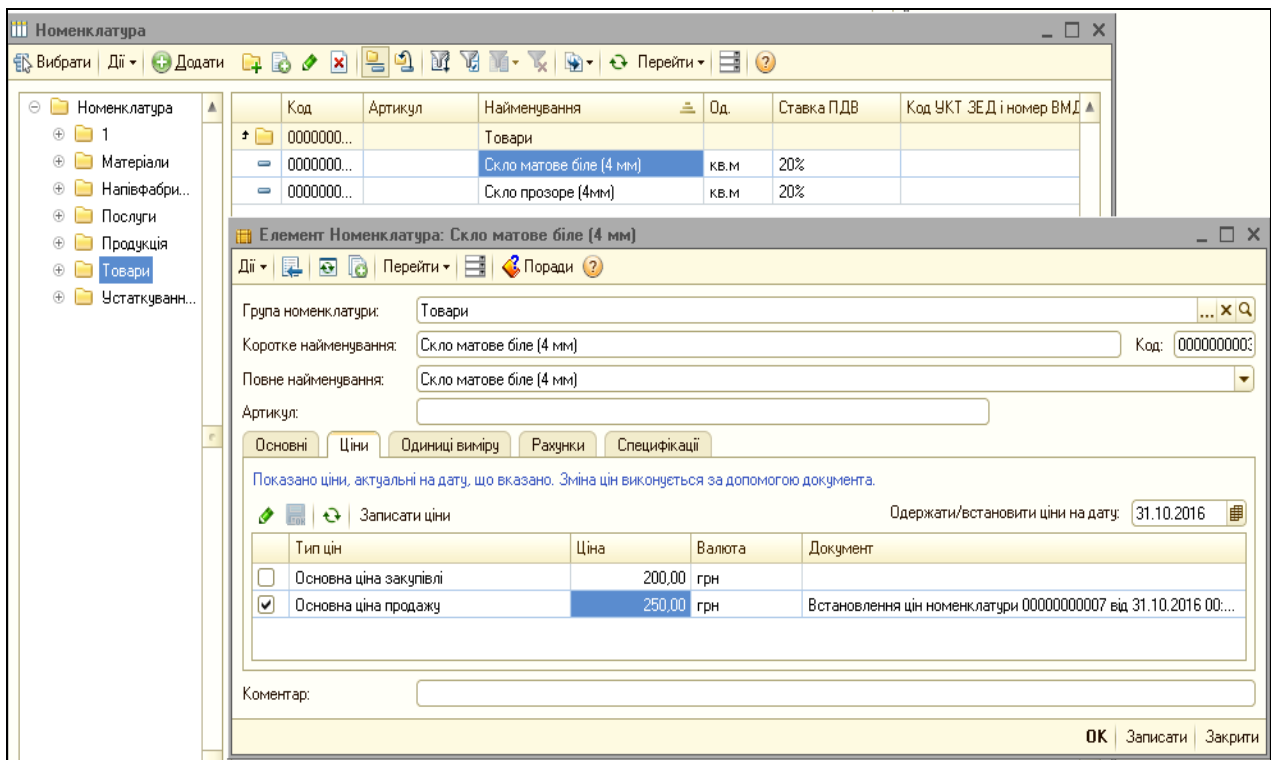 Номенклатура
Вибрати Дії Додати Перейти
Номенклатура
1
Матеріали
Напівфабри...
Послуги
Продукція
Товари
Устаткуванн...
Код Артикул Найменування Од. Ставка ПДВ Код УКТ ЗЕД і номер ВМД
0000000... Товари
0000000... Скло матове біле (4 мм) кв.м 20%
0000000... Скло прозоре (4мм) кв.м 20%
Елемент Номенклатура: Скло матове біле (4 мм)
Дії Перейти Поради
Група номенклатури: Товари
Коротке найменування: Скло матове біле (4 мм) Код: 0000000003
Повне найменування: Скло матове біле (4 мм)
Артикул:
Основні Ціни Одиниці виміру Рахунки Специфікації
Показано ціни, актуальні на дату, що вказано. Зміна цін виконується за допомогою документа.
Записати ціни Одержати/встановити ціни на дату: 31.10.2016
Тип цін Ціна Валюта Документ
Основна ціна закупівлі 200,00 грн
Основна ціна продажу 250,00 грн Встановлення цін номенклатури 00000000007 від 31.10.2016 00:...
Коментар:
OK Записати Закрити